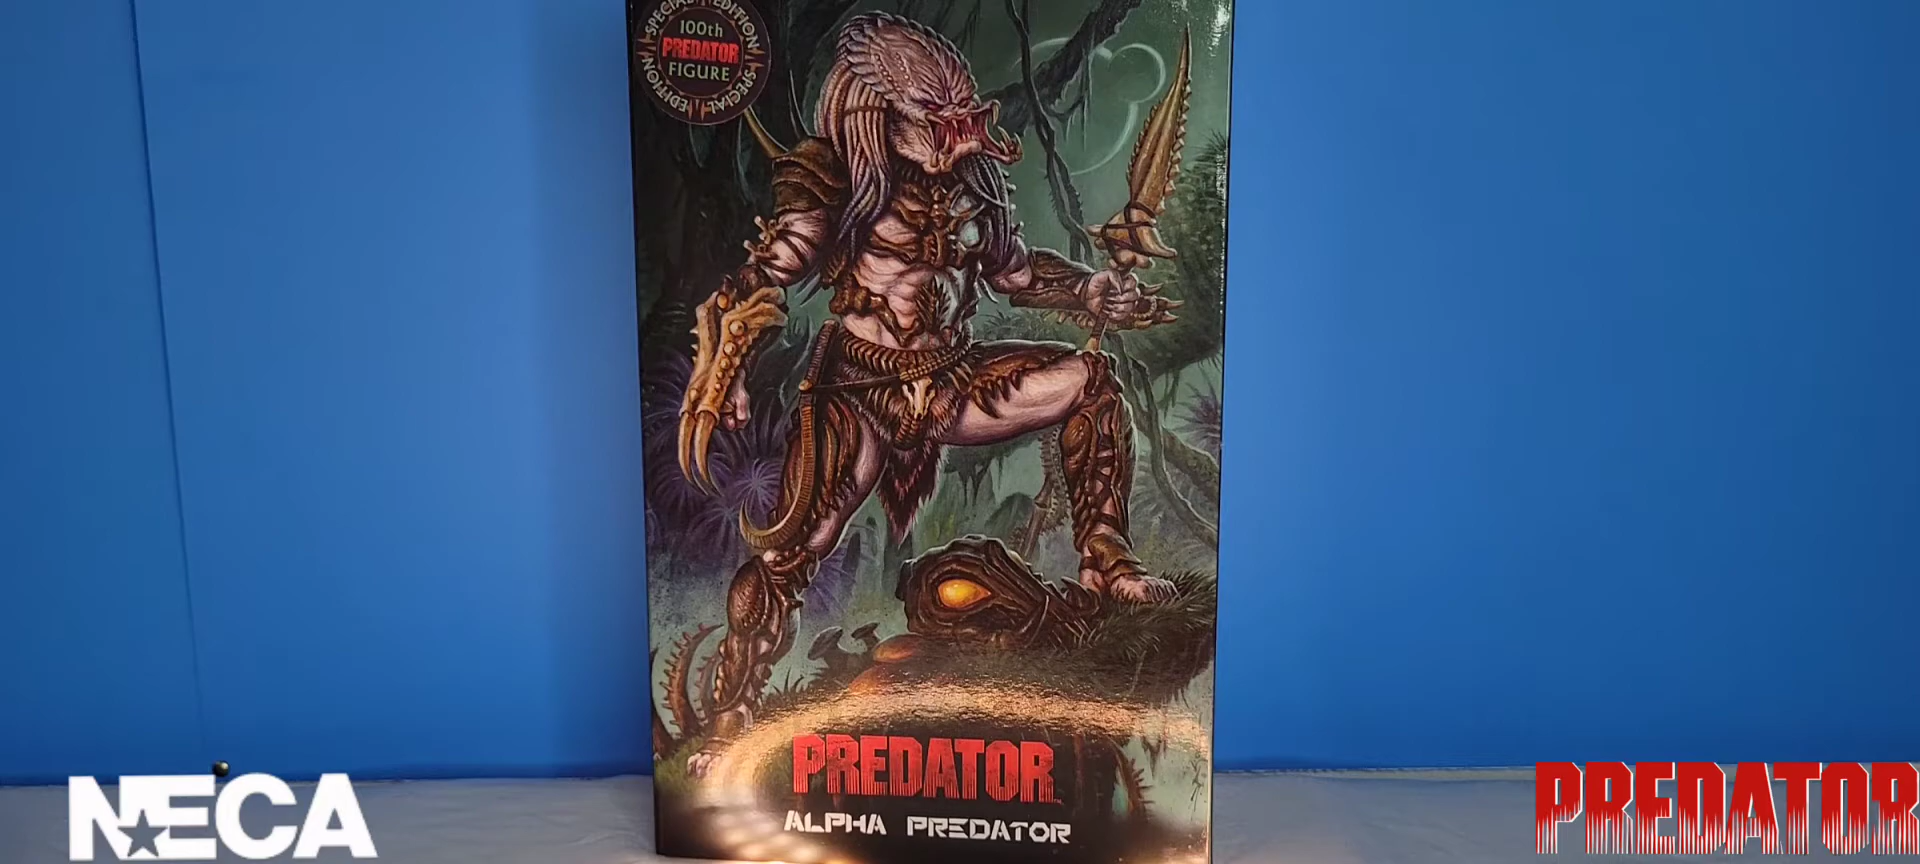 SPECIAL EDITION
100th
PREDATOR
FIGURE
SPECIAL EDITION
PREDATOR
ALPHA PREDATOR
NECA
PREDATOR